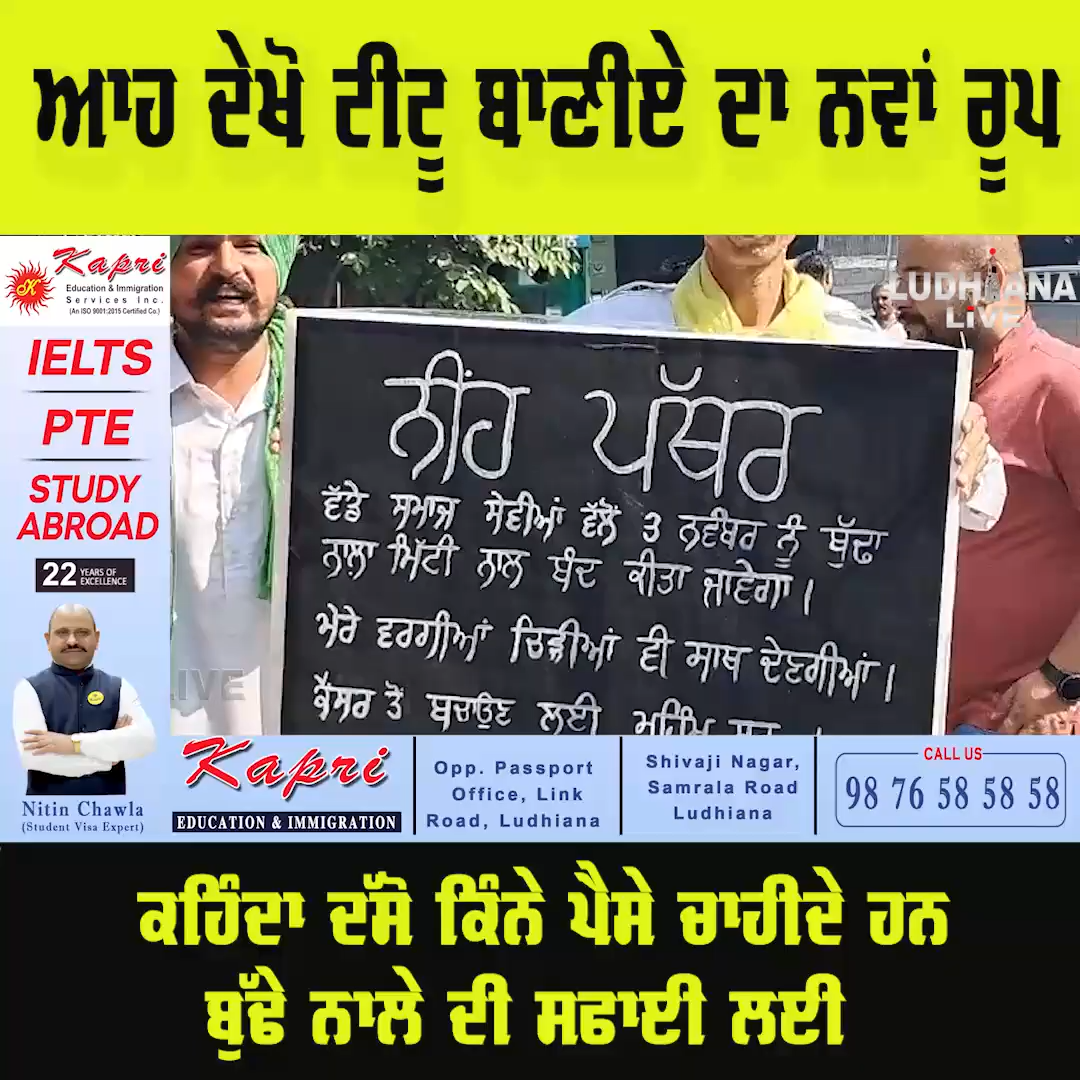 ਆਹ ਦੇਖੋ ਟੀਟੂ ਬਾਣੀਏ ਦਾ ਨਵਾਂ ਰੂਪ
Kapri
Education & Immigration
Services Inc.
(An ISO 9001:2015 Certified Co.)
IELTS
PTE
STUDY
ABROAD
22 YEARS OF
EXCELLENCE
Nitin Chawla
(Student Visa Expert)
LUDHIANA
LIVE
ਨੀਂਹ ਪੱਥਰ
ਵੱਡੇ ਸਮਾਜ ਸੇਵੀਆਂ ਵੱਲੋਂ 3 ਨਵੰਬਰ ਨੂੰ ਬੁੱਢਾ
ਨਾਲਾ ਮਿੱਟੀ ਨਾਲ ਬੰਦ ਕੀਤਾ ਜਾਏਗਾ।
ਮੇਰੇ ਵਰਗੀਆਂ ਚਿੜੀਆਂ ਵੀ ਸਾਥ ਦੇਣਗੀਆਂ।
ਕੈਂਸਰ ਤੋਂ ਬਚਾਉਣ ਲਈ
LIVE
Kapri
EDUCATION & IMMIGRATION
Opp. Passport
Office, Link
Road, Ludhiana
Shivaji Nagar,
Samrala Road
Ludhiana
CALL US
98 76 58 58 58
ਕਹਿੰਦਾ ਦੱਸੋ ਕਿੰਨੇ ਪੈਸੇ ਚਾਹੀਦੇ ਹਨ
ਬੁੱਢੇ ਨਾਲੇ ਦੀ ਸਫਾਈ ਲਈ